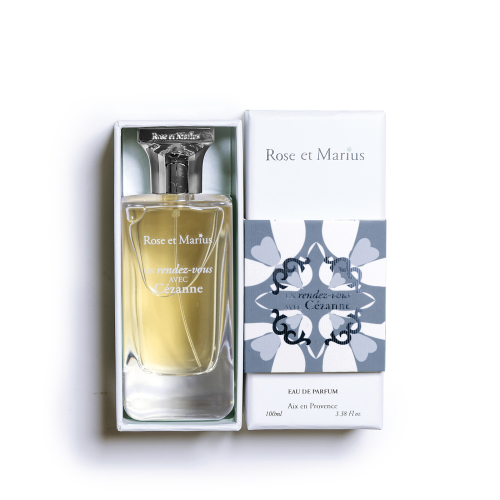 Rose et Marius
Rose et Marius
rendez-vous
AVEC
Cézanne
Rose et Marius
rendez-vous
AVEC Cézanne
EAU DE PARFUM
Aix en Provence
100ml 3.38 Fl oz